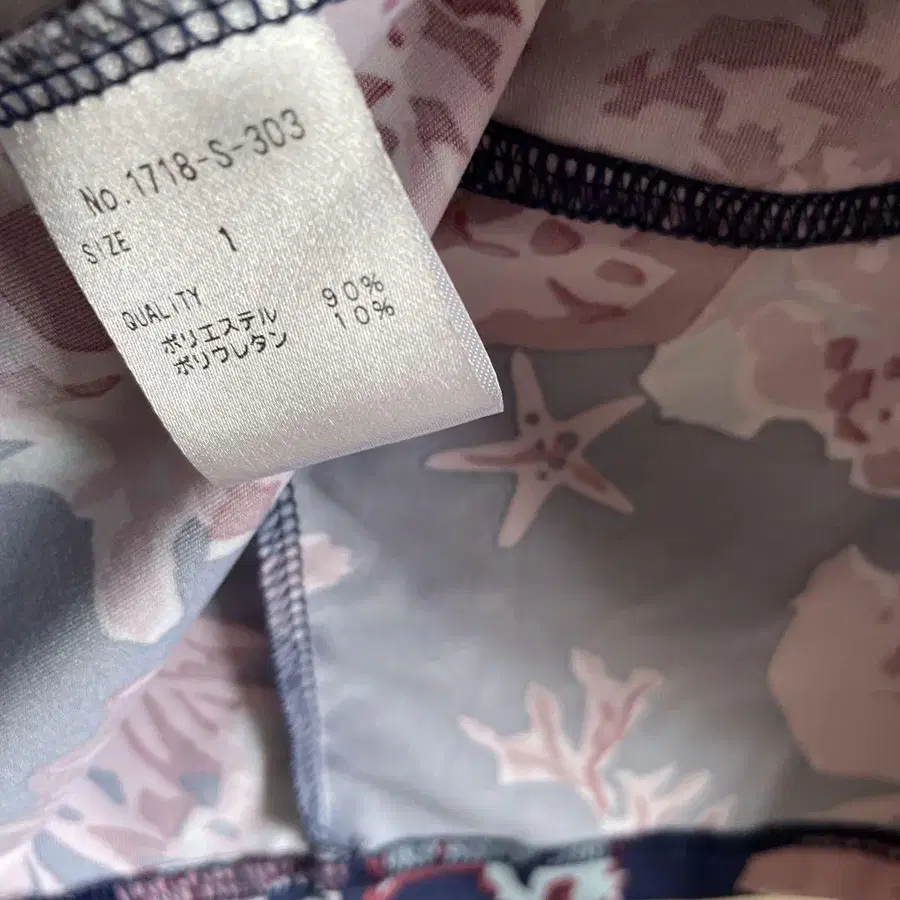 No.1718-S-303
SIZE 1
QUALITY
ポリエステル 90%
ポリウレタン 10%